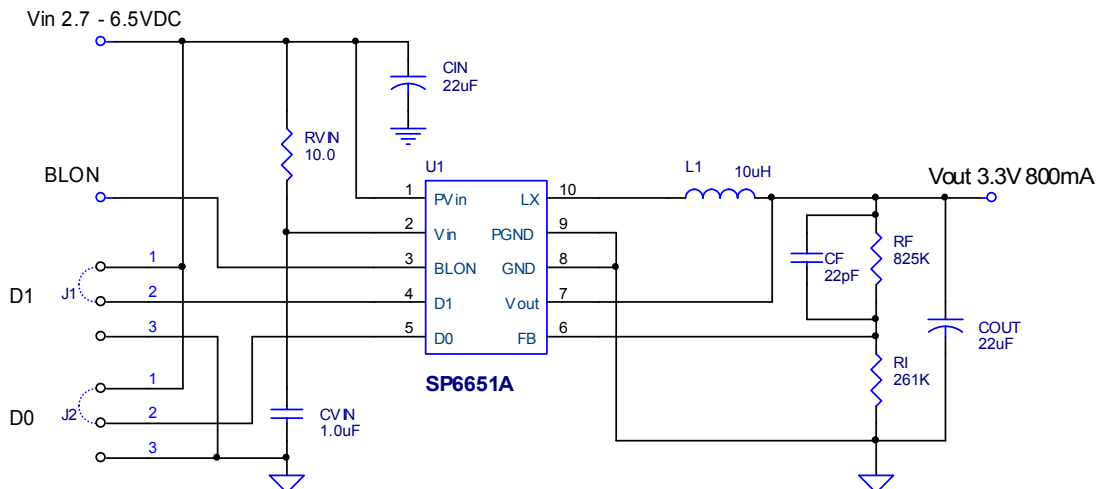 Vin 2.7 - 6.5VDC
CIN
22uF
RVIN
10.0
BLON
U1
1 PVin LX 10
2 Vin PGND 9
3 BLON GND 8
4 D1 Vout 7
5 D0 FB 6
SP6651A
L1 10uH
Vout 3.3V 800mA
RF
825K
CF
22pF
COUT
22uF
RI
261K
D1 J1
1
2
3
D0 J2
1
2
3
CVIN
1.0uF